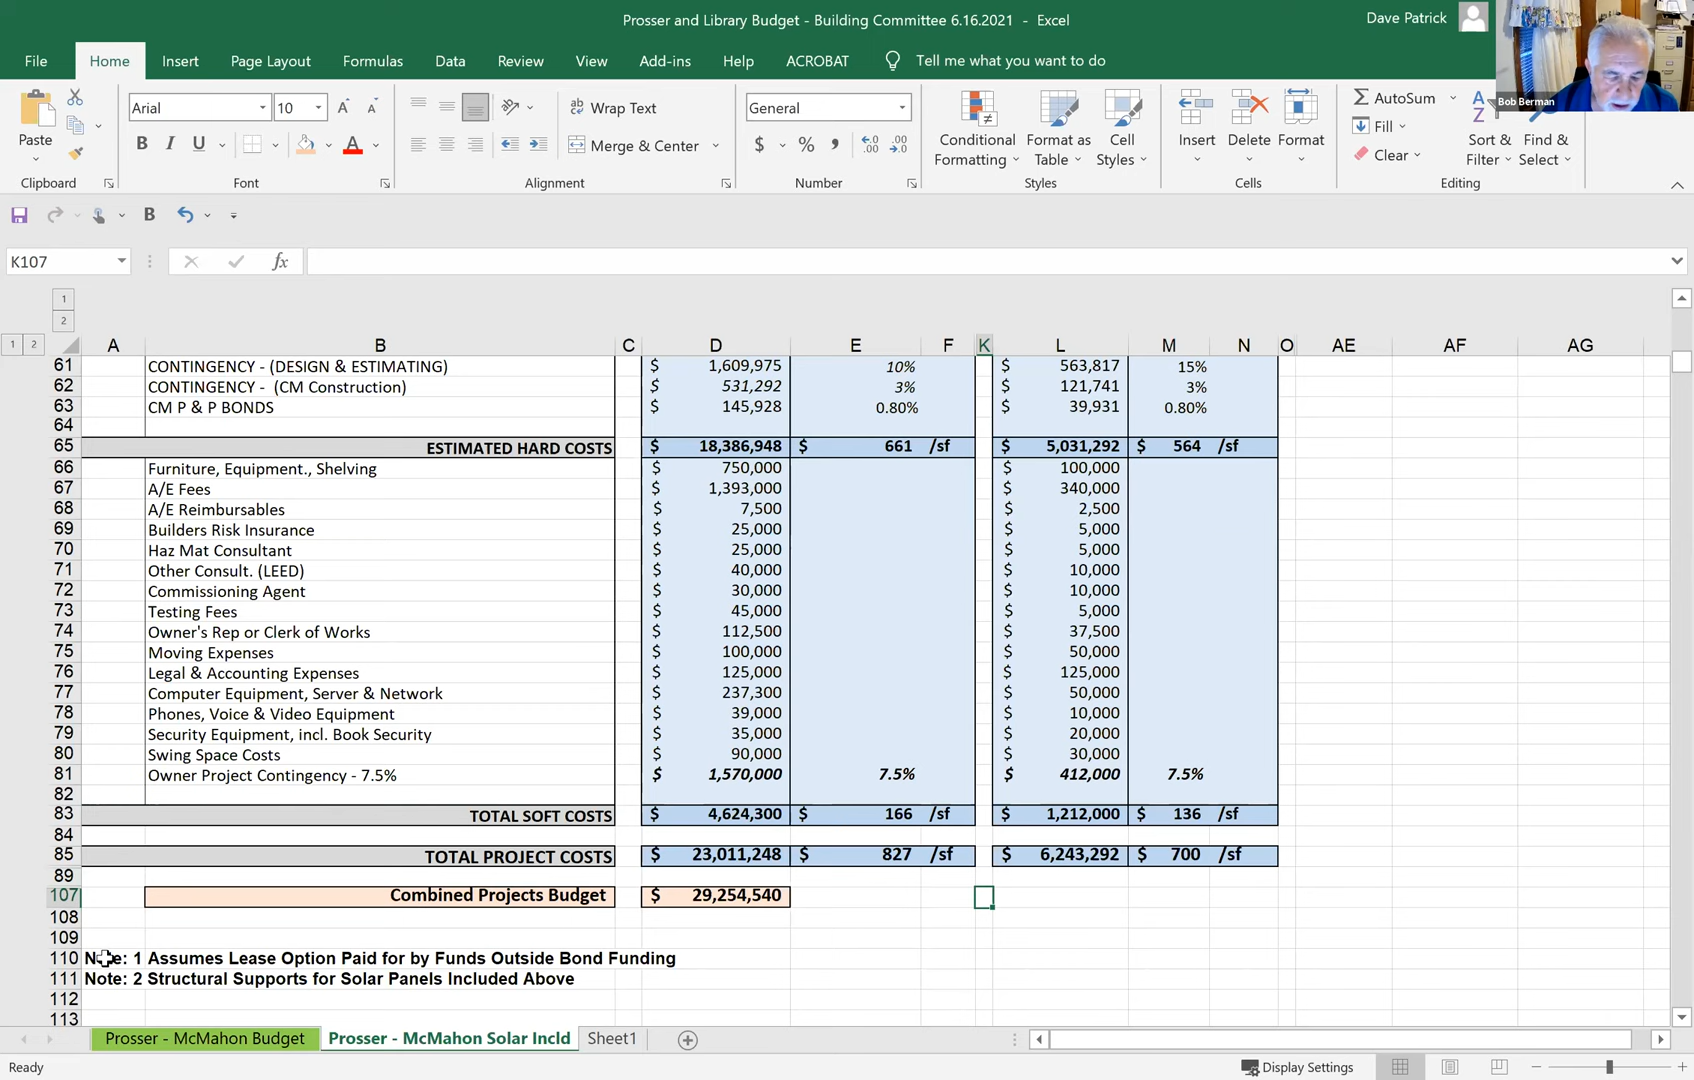 Prosser and Library Budget - Building Committee 6.16.2021 - Excel
Dave Patrick
Bob Berman
File Home Insert Page Layout Formulas Data Review View Add-ins Help ACROBAT Tell me what you want to do
Paste
Clipboard
Arial 10
B I U
Font
Wrap Text
Merge & Center
Alignment
General
$ % ,
Number
Conditional Formatting
Format as Table
Cell Styles
Styles
Insert
Delete
Format
Cells
AutoSum
Fill
Clear
Sort & Filter
Find & Select
Editing
B
K107 fx
1
2
1 2
A B C D E F K L M N O AE AF AG
61 CONTINGENCY - (DESIGN & ESTIMATING) $ 1,609,975 10% $ 563,817 15%
62 CONTINGENCY - (CM Construction) $ 531,292 3% $ 121,741 3%
63 CM P & P BONDS $ 145,928 0.80% $ 39,931 0.80%
64
65 ESTIMATED HARD COSTS $ 18,386,948 $ 661 /sf $ 5,031,292 $ 564 /sf
66 Furniture, Equipment., Shelving $ 750,000 $ 100,000
67 A/E Fees $ 1,393,000 $ 340,000
68 A/E Reimbursables $ 7,500 $ 2,500
69 Builders Risk Insurance $ 25,000 $ 5,000
70 Haz Mat Consultant $ 25,000 $ 5,000
71 Other Consult. (LEED) $ 40,000 $ 10,000
72 Commissioning Agent $ 30,000 $ 10,000
73 Testing Fees $ 45,000 $ 5,000
74 Owner's Rep or Clerk of Works $ 112,500 $ 37,500
75 Moving Expenses $ 100,000 $ 50,000
76 Legal & Accounting Expenses $ 125,000 $ 125,000
77 Computer Equipment, Server & Network $ 237,300 $ 50,000
78 Phones, Voice & Video Equipment $ 39,000 $ 10,000
79 Security Equipment, incl. Book Security $ 35,000 $ 20,000
80 Swing Space Costs $ 90,000 $ 30,000
81 Owner Project Contingency - 7.5% $ 1,570,000 7.5% $ 412,000 7.5%
82
83 TOTAL SOFT COSTS $ 4,624,300 $ 166 /sf $ 1,212,000 $ 136 /sf
84
85 TOTAL PROJECT COSTS $ 23,011,248 $ 827 /sf $ 6,243,292 $ 700 /sf
89
107 Combined Projects Budget $ 29,254,540
108
109
110 Note: 1 Assumes Lease Option Paid for by Funds Outside Bond Funding
111 Note: 2 Structural Supports for Solar Panels Included Above
112
113
Prosser - McMahon Budget Prosser - McMahon Solar Incld Sheet1
Ready
Display Settings